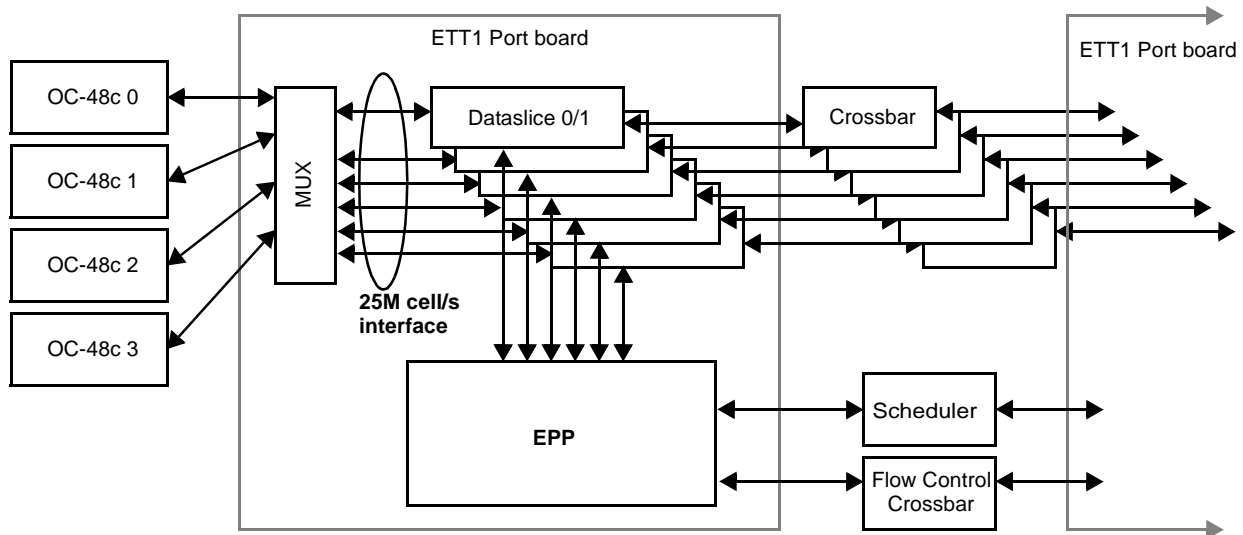 ETT1 Port board
ETT1 Port board
OC-48c 0
OC-48c 1
OC-48c 2
OC-48c 3
MUX
Dataslice 0/1
Crossbar
25M cell/s
interface
EPP
Scheduler
Flow Control
Crossbar